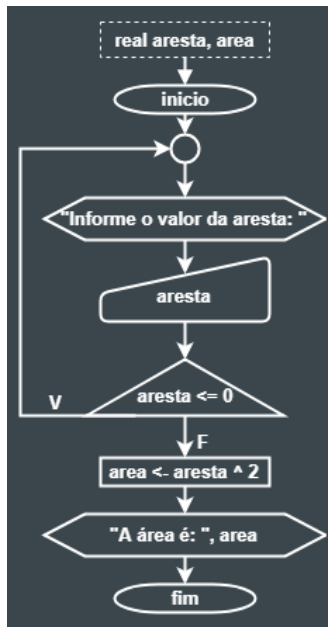 real aresta, area
inicio
"Informe o valor da aresta: "
aresta
aresta <= 0
V
F
area <- aresta ^ 2
"A área é: ", area
fim